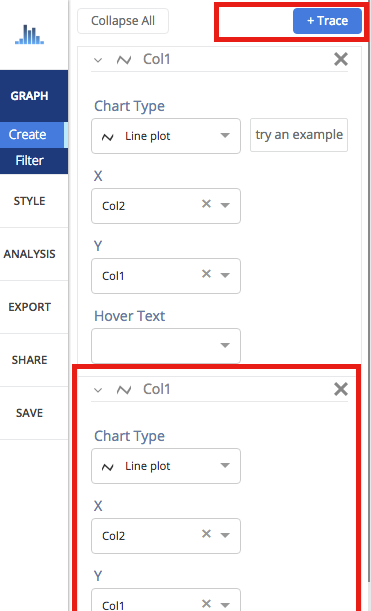 Collapse All
+ Trace
Col1
GRAPH
Chart Type
Create
Line plot
try an example
Filter
X
STYLE
Col2
Y
ANALYSIS
Col1
EXPORT
Hover Text
SHARE
Col1
SAVE
Chart Type
Line plot
X
Col2
Y
Col1